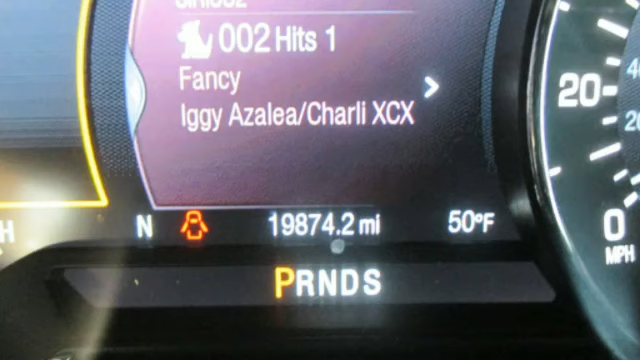 002 Hits 1
Fancy
Iggy Azalea/Charli XCX
N 19874.2 mi 50°F
PRNDS
20
0
MPH